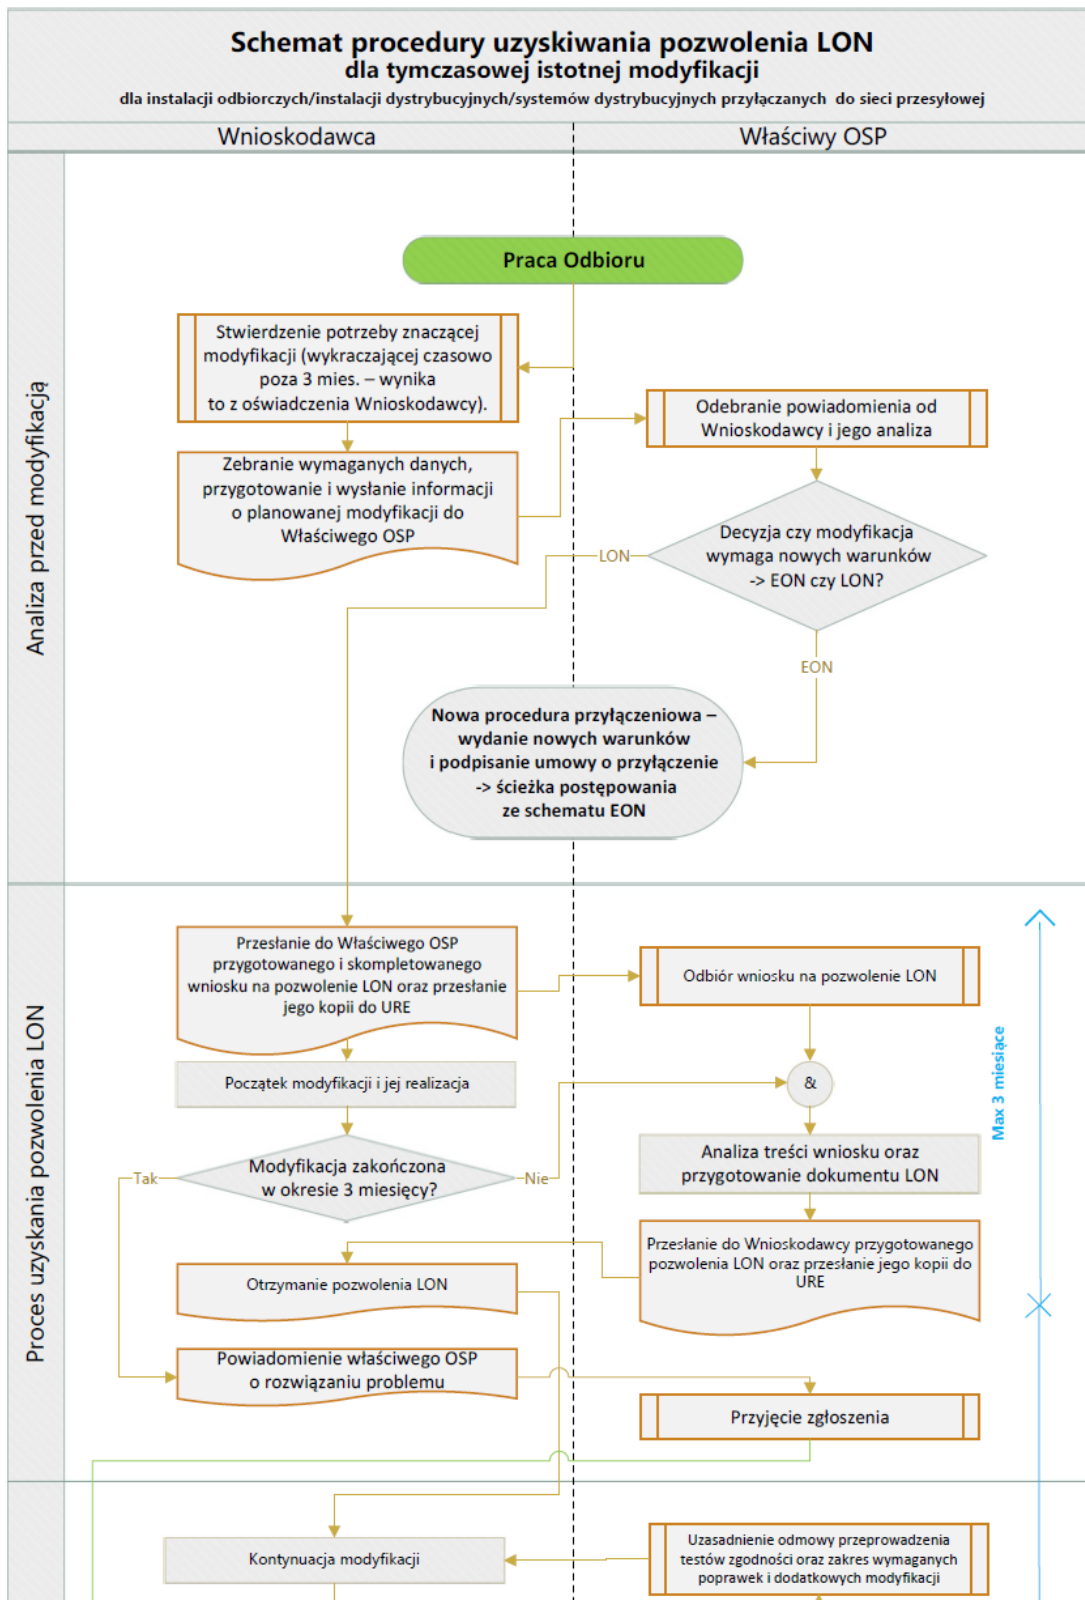 Schemat procedury uzyskiwania pozwolenia LON
dla tymczasowej istotnej modyfikacji
dla instalacji odbiorczych/instalacji dystrybucyjnych/systemów dystrybucyjnych przyłączanych do sieci przesyłowej
Wnioskodawca
Właściwy OSP
Analiza przed modyfikacją
Praca Odbioru
Stwierdzenie potrzeby znaczącej
modyfikacji (wykraczającej czasowo
poza 3 mies. – wynika
to z oświadczenia Wnioskodawcy).
Odebranie powiadomienia od
Wnioskodawcy i jego analiza
Zebranie wymaganych danych,
przygotowanie i wysłanie informacji
o planowanej modyfikacji do
Właściwego OSP
Decyzja czy modyfikacja
wymaga nowych warunków
-> EON czy LON?
LON
EON
Nowa procedura przyłączeniowa –
wydanie nowych warunków
i podpisanie umowy o przyłączenie
-> ścieżka postępowania
ze schematu EON
Proces uzyskania pozwolenia LON
Przesłanie do Właściwego OSP
przygotowanego i skompletowanego
wniosku na pozwolenie LON oraz przesłanie
jego kopii do URE
Odbiór wniosku na pozwolenie LON
Max 3 miesiące
Początek modyfikacji i jej realizacja
&
Modyfikacja zakończona
w okresie 3 miesięcy?
Tak
Nie
Analiza treści wniosku oraz
przygotowanie dokumentu LON
Przesłanie do Wnioskodawcy przygotowanego
pozwolenia LON oraz przesłanie jego kopii do
URE
Otrzymanie pozwolenia LON
Powiadomienie właściwego OSP
o rozwiązaniu problemu
Przyjęcie zgłoszenia
Kontynuacja modyfikacji
Uzasadnienie odmowy przeprowadzenia
testów zgodności oraz zakres wymaganych
poprawek i dodatkowych modyfikacji